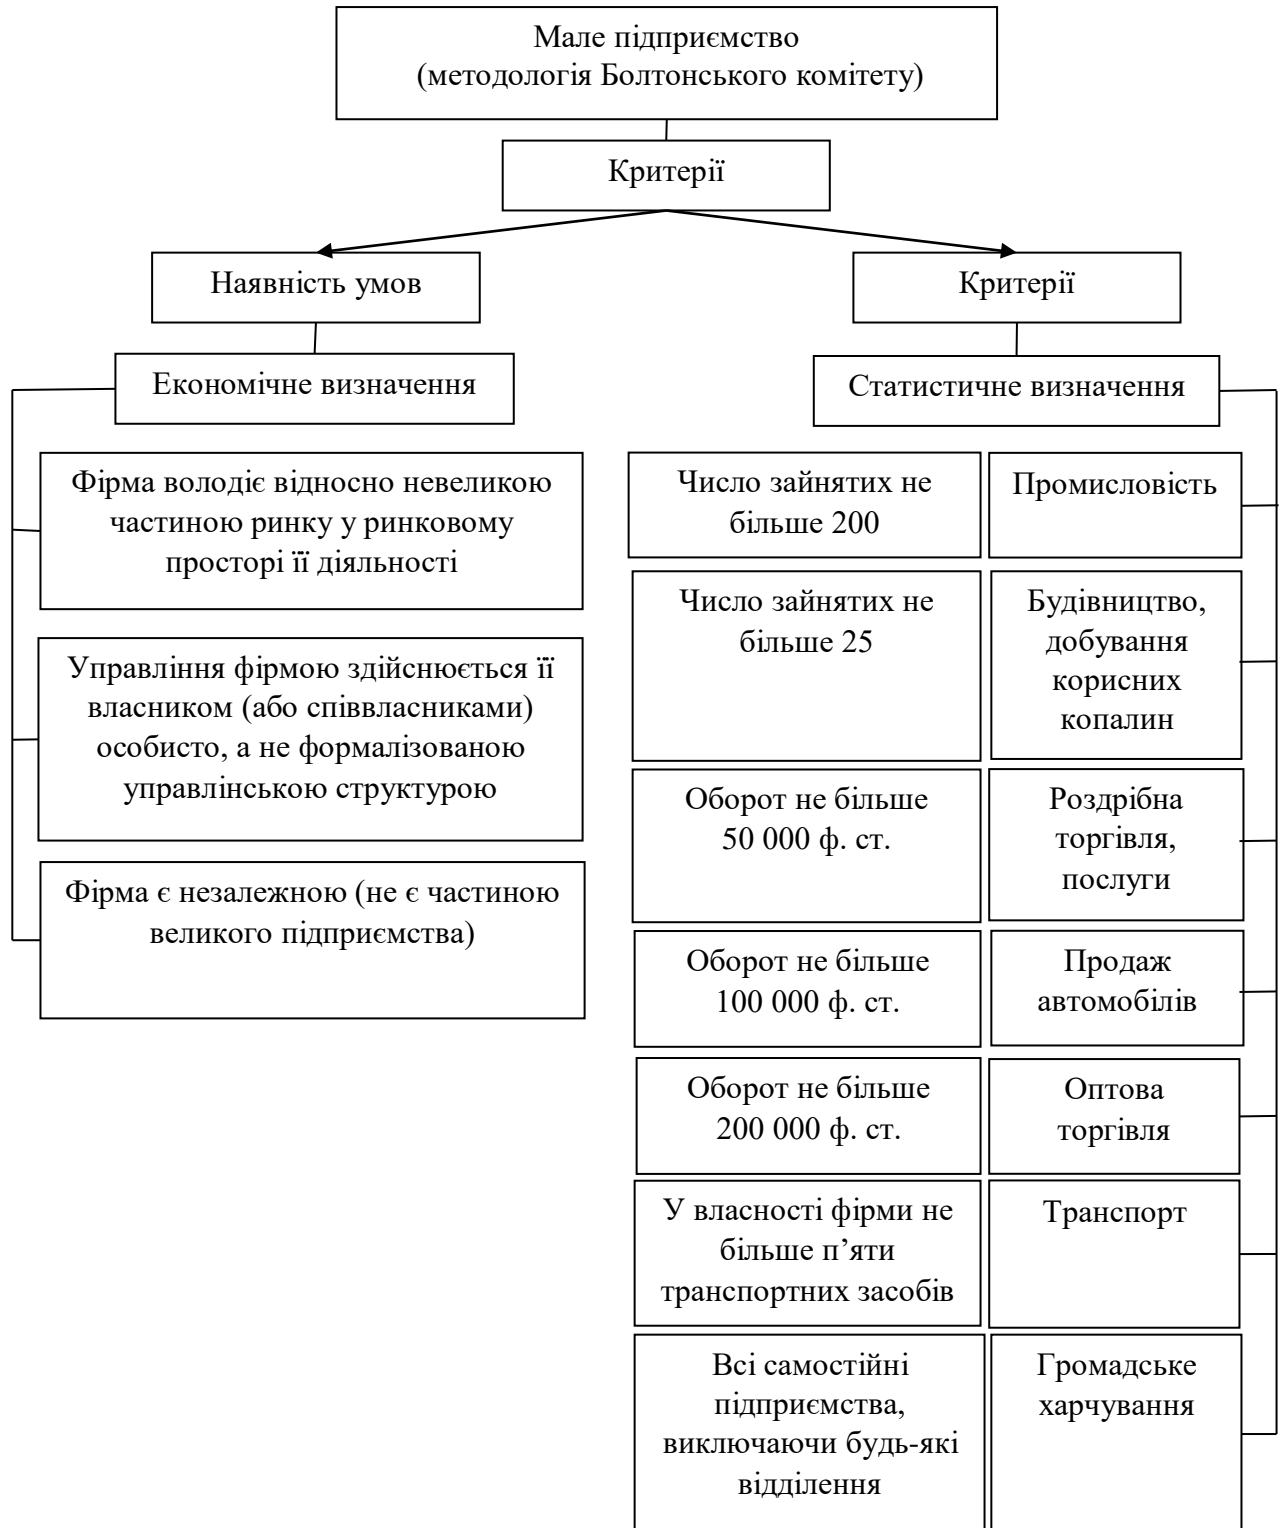 Мале підприємство
(методологія Болтонського комітету)
Критерії
Наявність умов
Критерії
Економічне визначення
Статистичне визначення
Фірма володіє відносно невеликою
частиною ринку у ринковому
просторі її діяльності
Управління фірмою здійснюється її
власником (або співвласниками)
особисто, а не формалізованою
управлінською структурою
Фірма є незалежною (не є частиною
великого підприємства)
Число зайнятих не
більше 200
Промисловість
Число зайнятих не
більше 25
Будівництво,
добування
корисних
копалин
Оборот не більше
50 000 ф. ст.
Роздрібна
торгівля,
послуги
Оборот не більше
100 000 ф. ст.
Продаж
автомобілів
Оборот не більше
200 000 ф. ст.
Оптова
торгівля
У власності фірми не
більше п’яти
транспортних засобів
Транспорт
Всі самостійні
підприємства,
виключаючи будь-які
відділення
Громадське
харчування